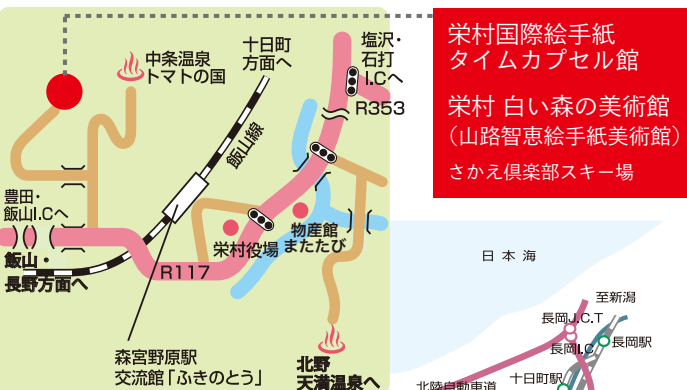 栄村国際絵手紙
タイムカプセル館
栄村 白い森の美術館
（山路智恵絵手紙美術館）
さかえ倶楽部スキー場
中条温泉
トマトの国
十日町
方面へ
塩沢・
石打
I.Cへ
R353
飯山線
豊田・
飯山I.Cへ
飯山・
長野方面へ
R117
栄村役場
物産館
またたび
森宮野原駅
交流館「ふきのとう」
北野
天満温泉へ
日本海
至新潟
長岡J.C.T
長岡I.C
長岡駅
十日町駅
北陸自動車道